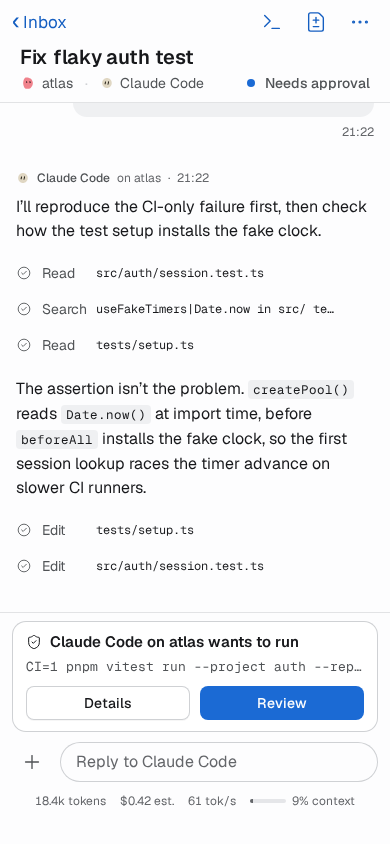 Inbox
Fix flaky auth test
atlas · Claude Code Needs approval
21:22
Claude Code on atlas · 21:22
I'll reproduce the CI-only failure first, then check
how the test setup installs the fake clock.
Read src/auth/session.test.ts
Search useFakeTimers|Date.now in src/ te…
Read tests/setup.ts
The assertion isn't the problem. createPool()
reads Date.now() at import time, before
beforeAll installs the fake clock, so the first
session lookup races the timer advance on
slower CI runners.
Edit tests/setup.ts
Edit src/auth/session.test.ts
Claude Code on atlas wants to run
CI=1 pnpm vitest run --project auth --rep…
Details Review
Reply to Claude Code
18.4k tokens $0.42 est. 61 tok/s 9% context